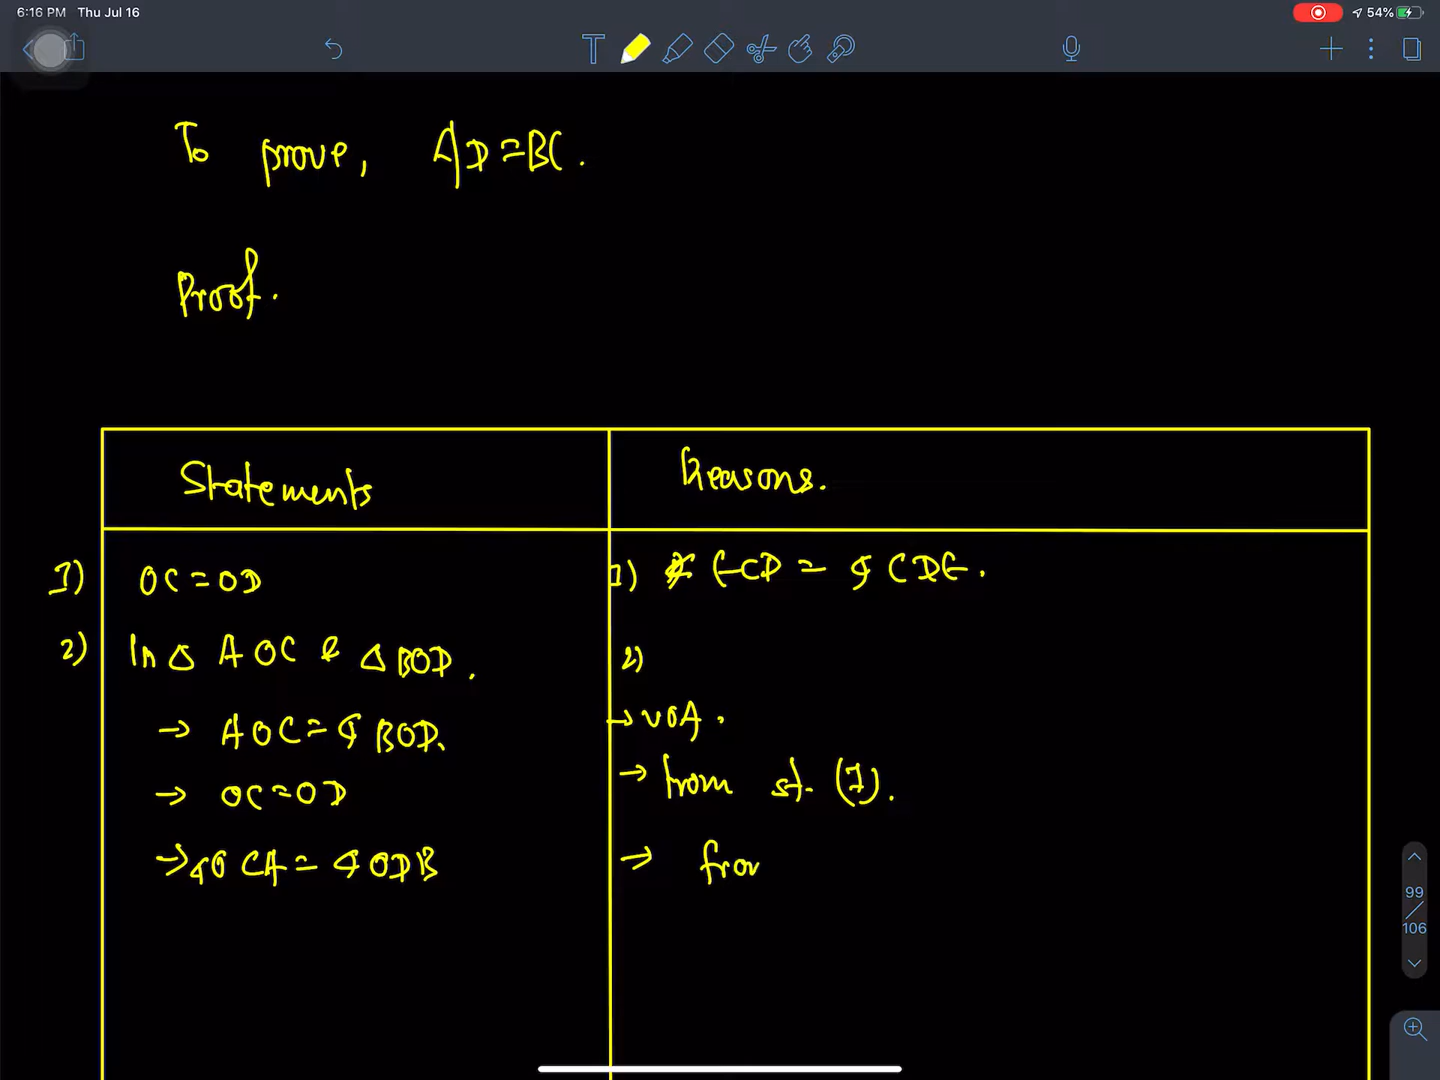 6:16 PM Thu Jul 16
54%
To prove, AD=BC.
Proof.
Statements
Reasons.
1) OC=OD
1) ∢ ECD = ∢ CDE.
2) In △ AOC & △ BOD.
2)
→ AOC=∢ BOD.
→ VOA.
→ OC=OD
→ from st. (1).
→ ∢OCA = ∢ ODB
→ from
99
106